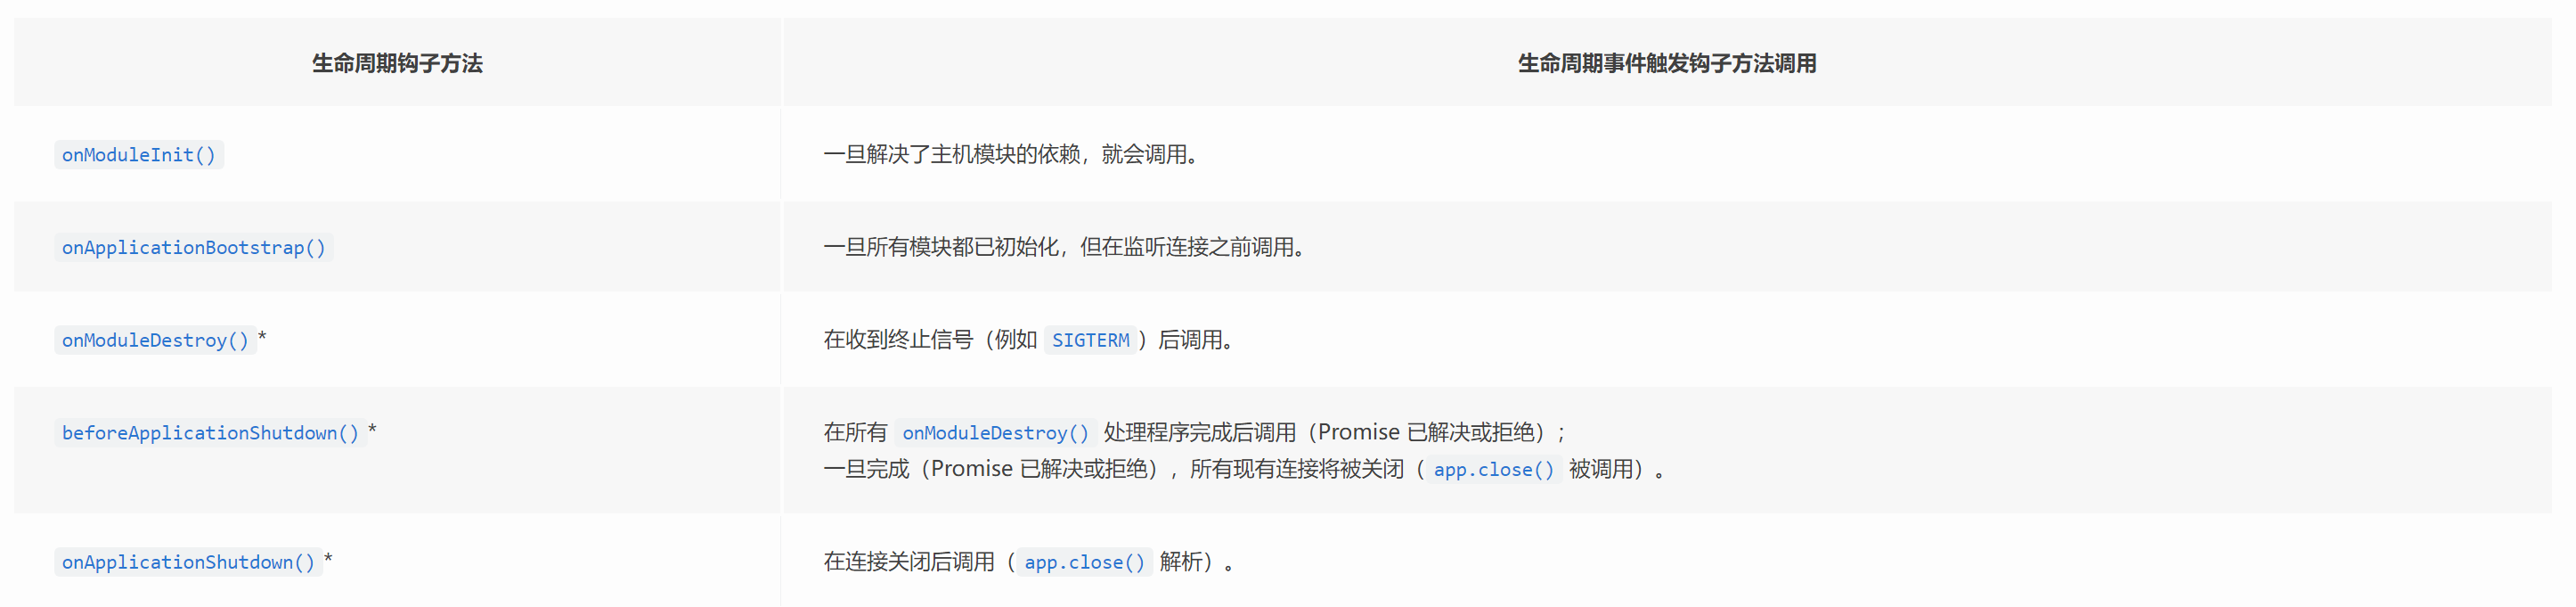 生命周期钩子方法
生命周期事件触发钩子方法调用
onModuleInit()
一旦解决了主机模块的依赖，就会调用。
onApplicationBootstrap()
一旦所有模块都已初始化，但在监听连接之前调用。
onModuleDestroy()*
在收到终止信号（例如 SIGTERM）后调用。
beforeApplicationShutdown()*
在所有 onModuleDestroy() 处理程序完成后调用（Promise 已解决或拒绝）；
一旦完成（Promise 已解决或拒绝），所有现有连接将被关闭（app.close() 被调用）。
onApplicationShutdown()*
在连接关闭后调用（app.close() 解析）。